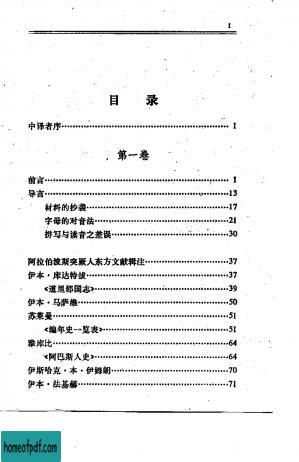 I
目 录
中译者序…………………………………………………… 1
第一卷
前言…………………………………………………………… 1
导言……………………………………………………………13
材料的抄袭…………………………………………………17
字母的对音法………………………………………………21
拼写与读音之差误…………………………………………30
阿拉伯波斯突厥人东方文献辑注…………………………37
伊本·库达特拔………………………………………………37
《道里邦国志》………………………………………………39
伊本·马萨维…………………………………………………50
苏莱曼…………………………………………………………51
《编年史一览表》……………………………………………51
雅库比…………………………………………………………64
《阿巴斯人史》………………………………………………64
伊斯哈克·本·伊姆朗………………………………………70
伊本·法基赫…………………………………………………71
homeofpdf.com